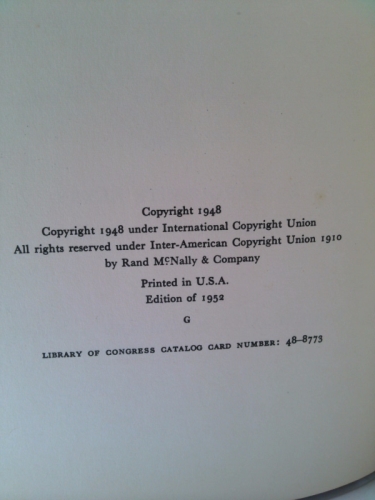 Copyright 1948
Copyright 1948 under International Copyright Union
All rights reserved under Inter-American Copyright Union 1910
by Rand McNally & Company
Printed in U.S.A.
Edition of 1952
G
LIBRARY OF CONGRESS CATALOG CARD NUMBER: 48-8773